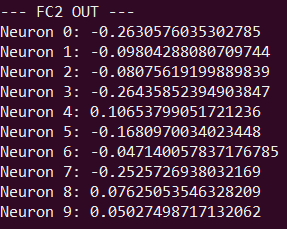 --- FC2 OUT ---
Neuron 0: -0.2630576035302785
Neuron 1: -0.09804288080709744
Neuron 2: -0.08075619199889839
Neuron 3: -0.26435852394903847
Neuron 4: 0.10653799051721236
Neuron 5: -0.1680970034023448
Neuron 6: -0.047140057837176785
Neuron 7: -0.2525726938032169
Neuron 8: 0.07625053546328209
Neuron 9: 0.05027498717132062